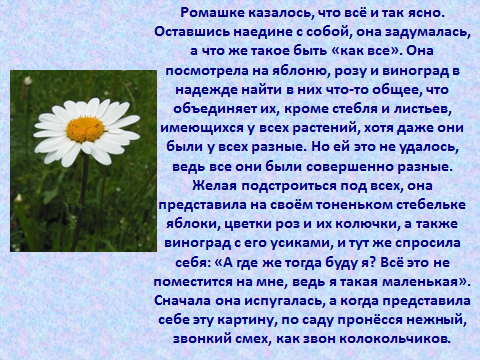 Ромашке казалось, что всё и так ясно.
Оставшись наедине с собой, она задумалась,
а что же такое быть «как все». Она
посмотрела на яблоню, розу и виноград в
надежде найти в них что-то общее, что
объединяет их, кроме стебля и листьев,
имеющихся у всех растений, хотя даже они
были у всех разные. Но ей это не удалось,
ведь все они были совершенно разные.
Желая подстроиться под всех, она
представила на своём тоненьком стебельке
яблоки, цветки роз и их колючки, а также
виноград с его усиками, и тут же спросила
себя: «А где же тогда буду я? Всё это не
поместится на мне, ведь я такая маленькая».
Сначала она испугалась, а когда представила
себе эту картину, по саду пронёсся нежный,
звонкий смех, как звон колокольчиков.